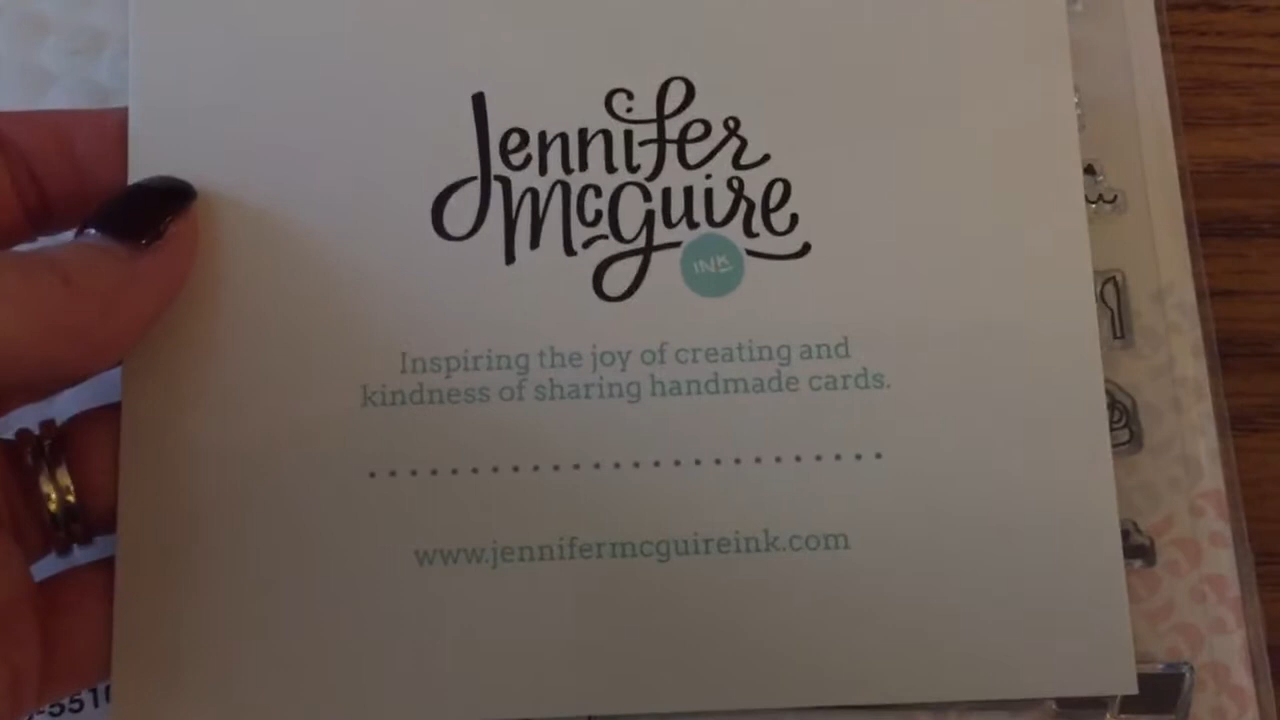 Jennifer
McGuire
INK
Inspiring the joy of creating and
kindness of sharing handmade cards.
www.jennifermcguireink.com